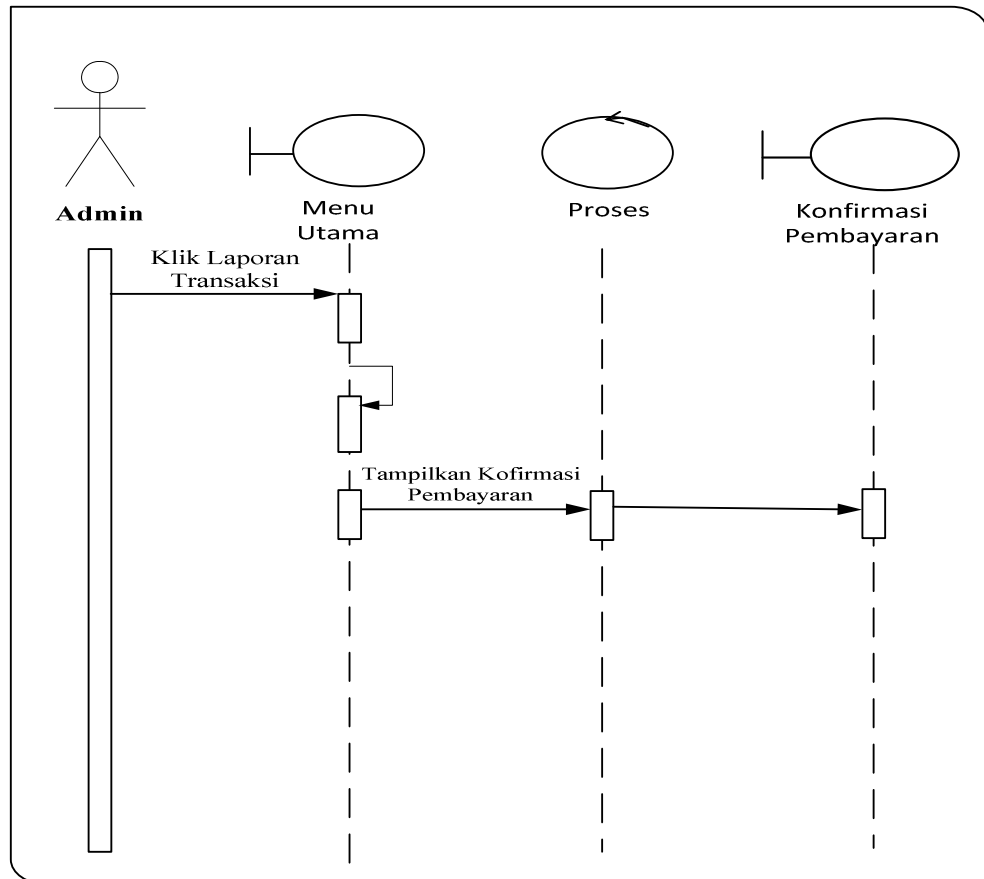 Admin
Menu
Utama
Proses
Konfirmasi
Pembayaran
Klik Laporan
Transaksi
Tampilkan Kofirmasi
Pembayaran